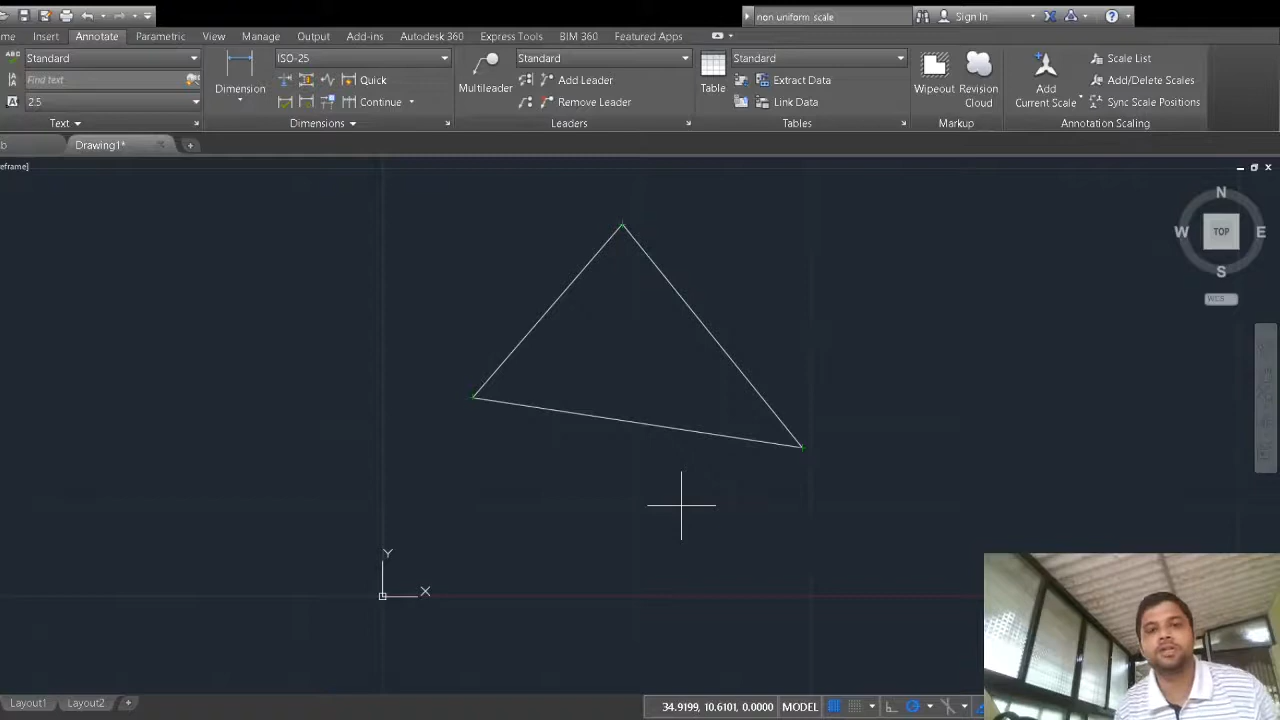 non uniform scale
Sign In
me Insert Annotate Parametric View Manage Output Add-ins Autodesk 360 Express Tools BIM 360 Featured Apps
ABC Standard
Find text
2.5
Text
Dimension
ISO-25
Quick
Continue
Dimensions
Multileader
Standard
Add Leader
Remove Leader
Leaders
Table
Standard
Extract Data
Link Data
Tables
Wipeout
Revision
Cloud
Markup
Add
Current Scale
Scale List
Add/Delete Scales
Sync Scale Positions
Annotation Scaling
b Drawing1*
eframe]
N
W TOP E
S
WCS
Y
X
Layout1 Layout2 +
34.9199, 10.6101, 0.0000 MODEL